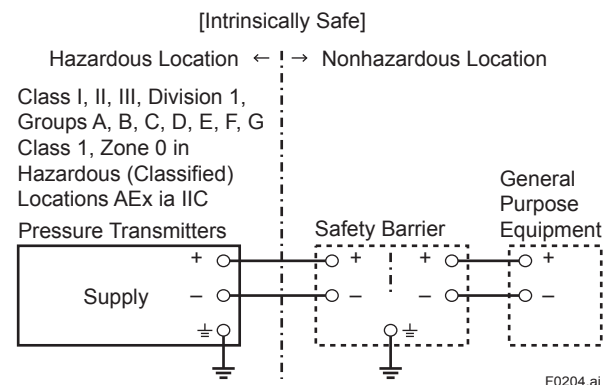 [Intrinsically Safe]
Hazardous Location ← → Nonhazardous Location
Class I, II, III, Division 1,
Groups A, B, C, D, E, F, G
Class 1, Zone 0 in
Hazardous (Classified)
Locations AEx ia IIC
General
Purpose
Equipment
Pressure Transmitters
Safety Barrier
+ + + +
Supply – – – –
F0204.ai